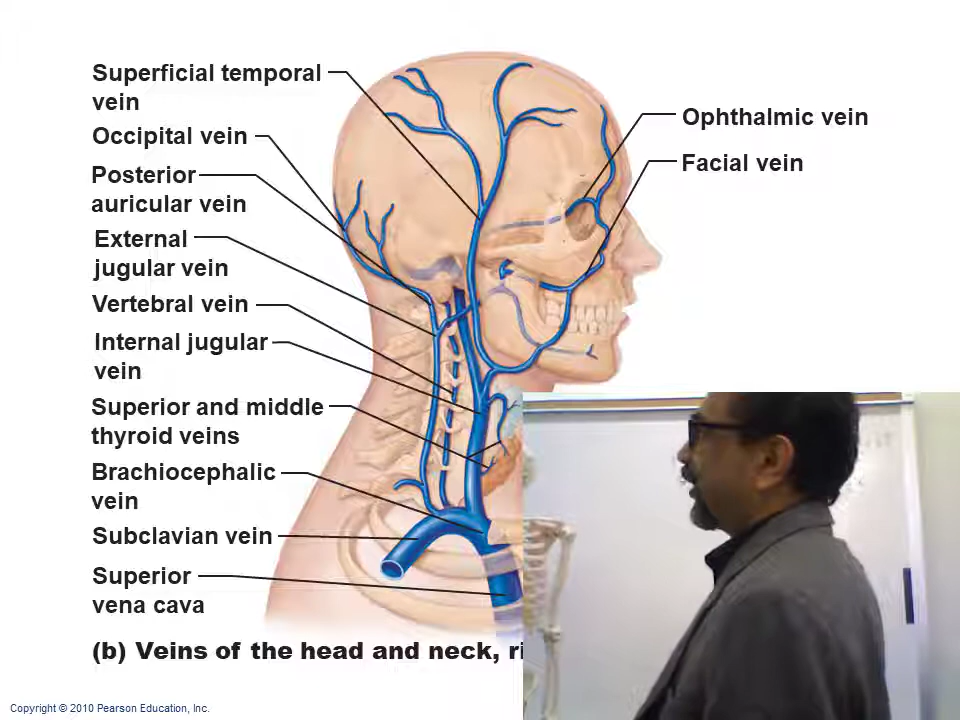 Superficial temporal
vein
Occipital vein
Posterior
auricular vein
External
jugular vein
Vertebral vein
Internal jugular
vein
Superior and middle
thyroid veins
Brachiocephalic
vein
Subclavian vein
Superior
vena cava
Ophthalmic vein
Facial vein
(b) Veins of the head and neck,
Copyright © 2010 Pearson Education, Inc.